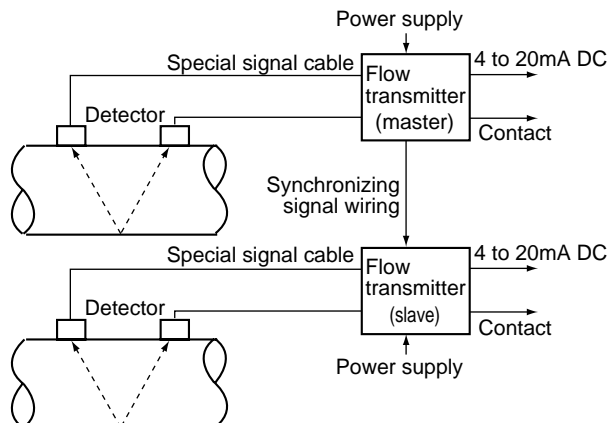 Power supply
Special signal cable
4 to 20mA DC
Flow
transmitter
(master)
Detector
Contact
Synchronizing
signal wiring
Special signal cable
4 to 20mA DC
Flow
transmitter
(slave)
Detector
Contact
Power supply